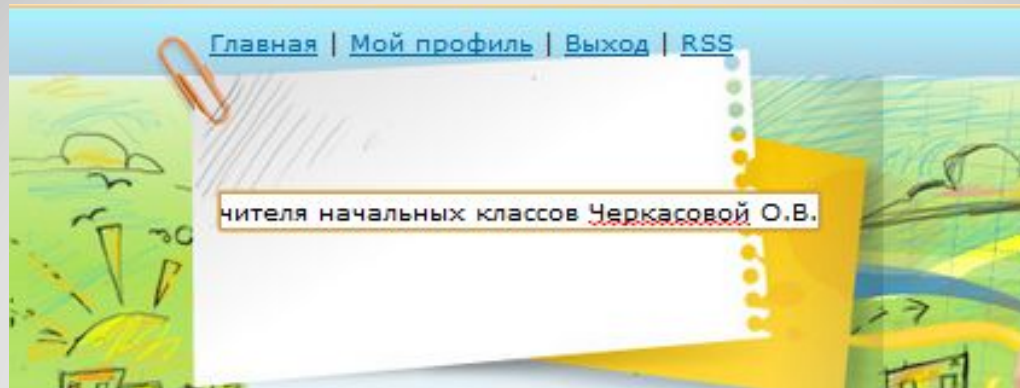 Главная | Мой профиль | Выход | RSS
чителя начальных классов Черкасовой О.В.